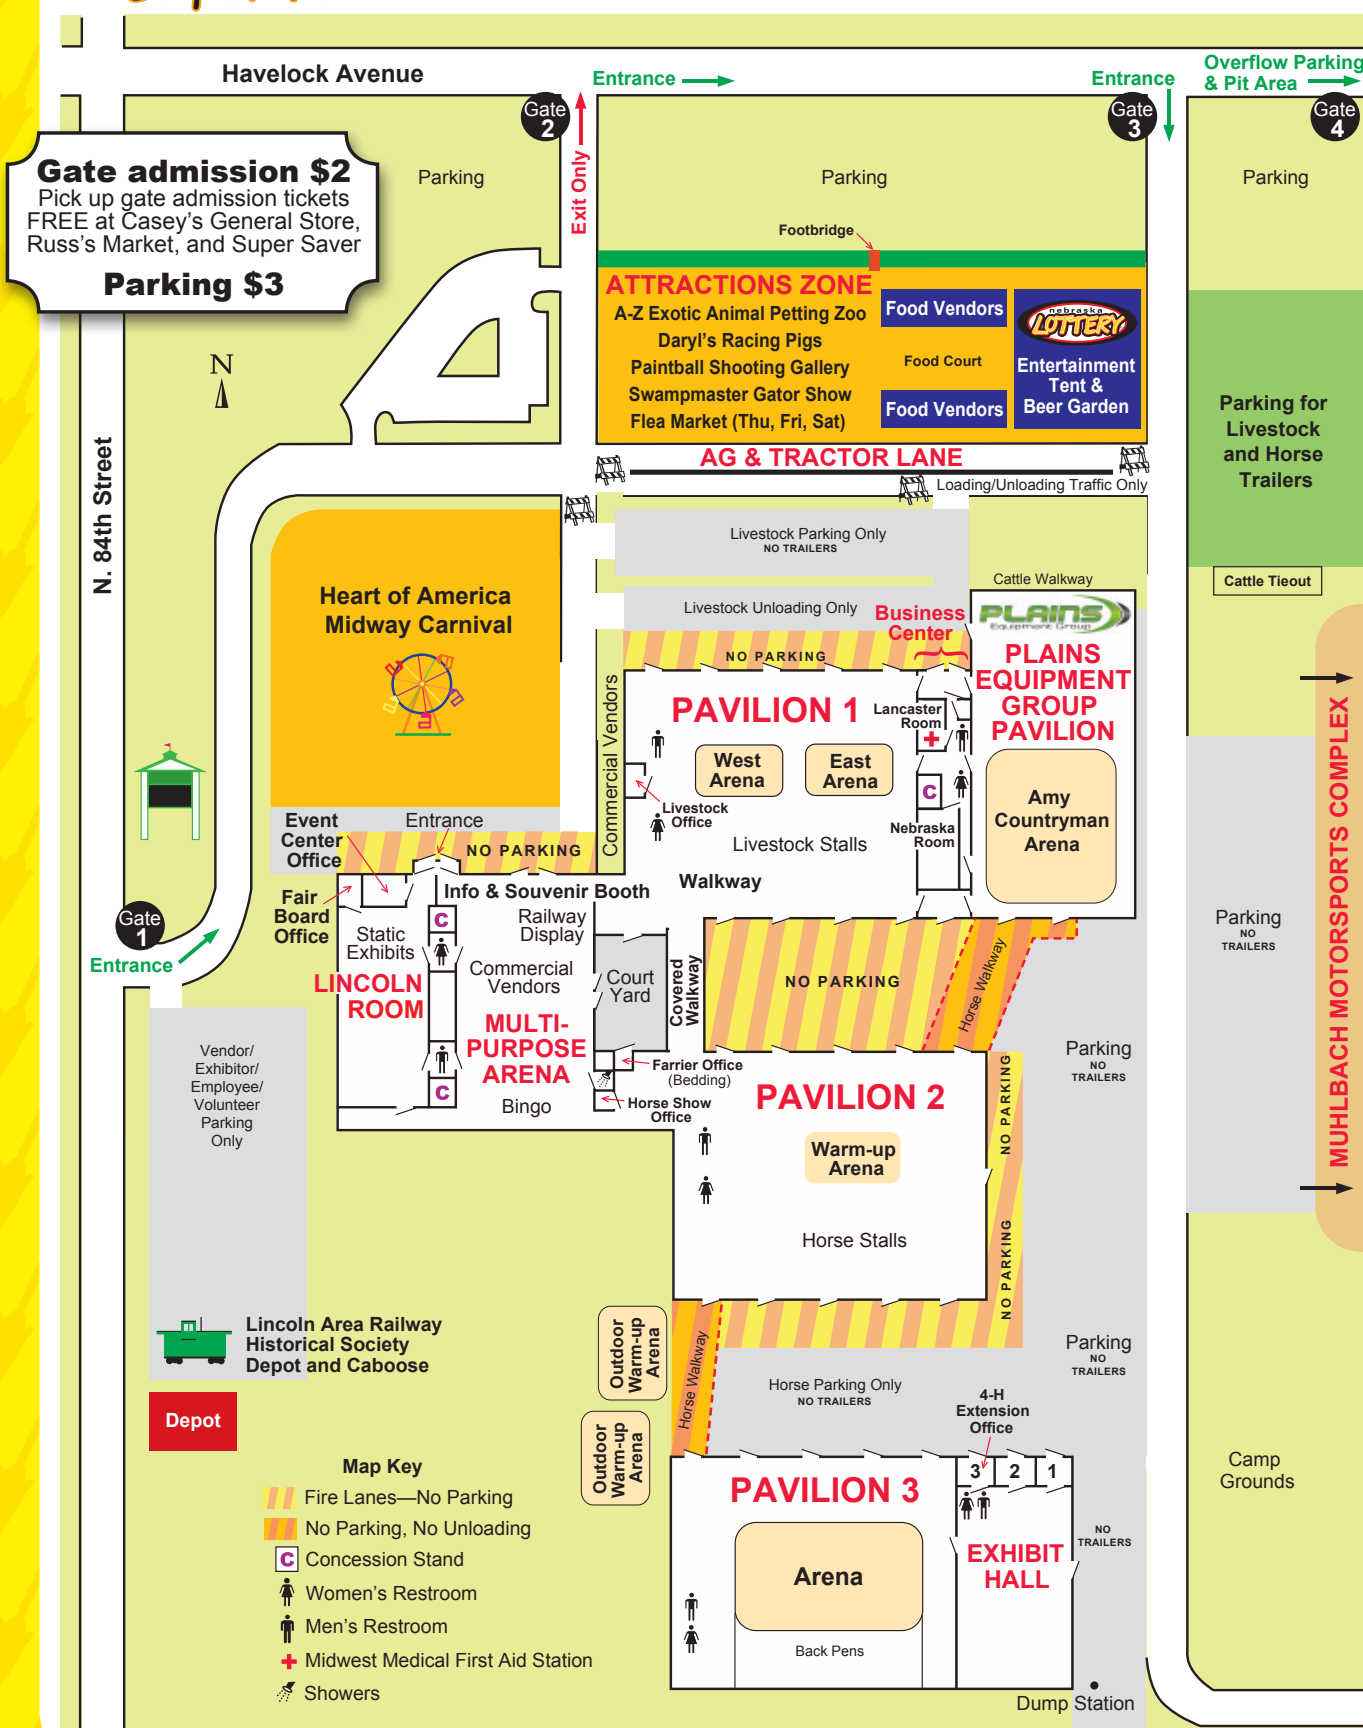 Havelock Avenue
Entrance
Entrance
Overflow Parking
& Pit Area
Gate
2
Gate
3
Gate
4
Exit Only
Gate admission $2
Pick up gate admission tickets
FREE at Casey's General Store,
Russ's Market, and Super Saver
Parking $3
Parking
Parking
Parking
Footbridge
ATTRACTIONS ZONE
A-Z Exotic Animal Petting Zoo
Daryl's Racing Pigs
Paintball Shooting Gallery
Swampmaster Gator Show
Flea Market (Thu, Fri, Sat)
Food Vendors
Food Court
Food Vendors
nebraska
LOTTERY
Entertainment
Tent &
Beer Garden
N
N. 84th Street
Parking for
Livestock
and Horse
Trailers
AG & TRACTOR LANE
Loading/Unloading Traffic Only
Livestock Parking Only
NO TRAILERS
Cattle Walkway
Cattle Tieout
Heart of America
Midway Carnival
Livestock Unloading Only
Business
Center
NO PARKING
PLAINS
Equipment Group
PLAINS
EQUIPMENT
GROUP
PAVILION
Commercial Vendors
PAVILION 1
Lancaster
Room
West
Arena
East
Arena
C
Livestock
Office
Nebraska
Room
Livestock Stalls
Walkway
Amy
Countryman
Arena
MUHLBACH MOTORSPORTS COMPLEX
Event
Center
Office
Entrance
NO PARKING
Fair
Board
Office
Info & Souvenir Booth
Railway
Display
C
Static
Exhibits
Commercial
Vendors
LINCOLN
ROOM
Court
Yard
Covered
Walkway
MULTI-
PURPOSE
ARENA
C
Bingo
NO PARKING
Horse Walkway
Gate
1
Entrance
Parking
NO
TRAILERS
Vendor/
Exhibitor/
Employee/
Volunteer
Parking
Only
Farrier Office
(Bedding)
Horse Show
Office
PAVILION 2
Warm-up
Arena
Horse Stalls
NO PARKING
NO PARKING
Parking
NO
TRAILERS
Lincoln Area Railway
Historical Society
Depot and Caboose
Depot
Outdoor
Warm-up
Arena
Outdoor
Warm-up
Arena
Horse Walkway
Horse Parking Only
NO TRAILERS
Parking
NO
TRAILERS
4-H
Extension
Office
3
2
1
PAVILION 3
Arena
Back Pens
EXHIBIT
HALL
NO
TRAILERS
Camp
Grounds
Dump Station
Map Key
Fire Lanes—No Parking
No Parking, No Unloading
C Concession Stand
Women's Restroom
Men's Restroom
Midwest Medical First Aid Station
Showers